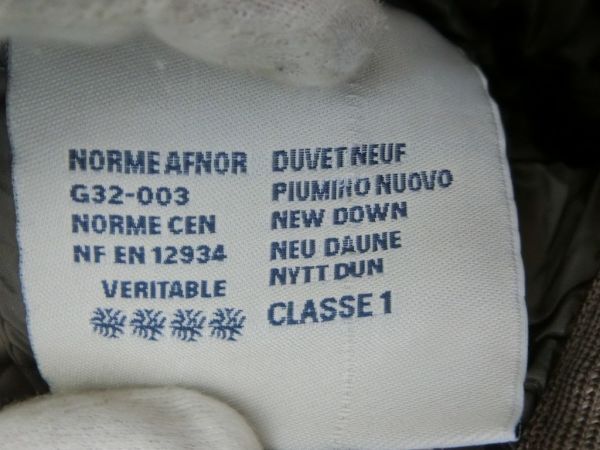 NORME AFNOR
G32-003
NORME CEN
NF EN 12934
VERITABLE
DUVET NEUF
PIUMINO NUOVO
NEW DOWN
NEU DAUNE
NYTT DUN
CLASSE 1